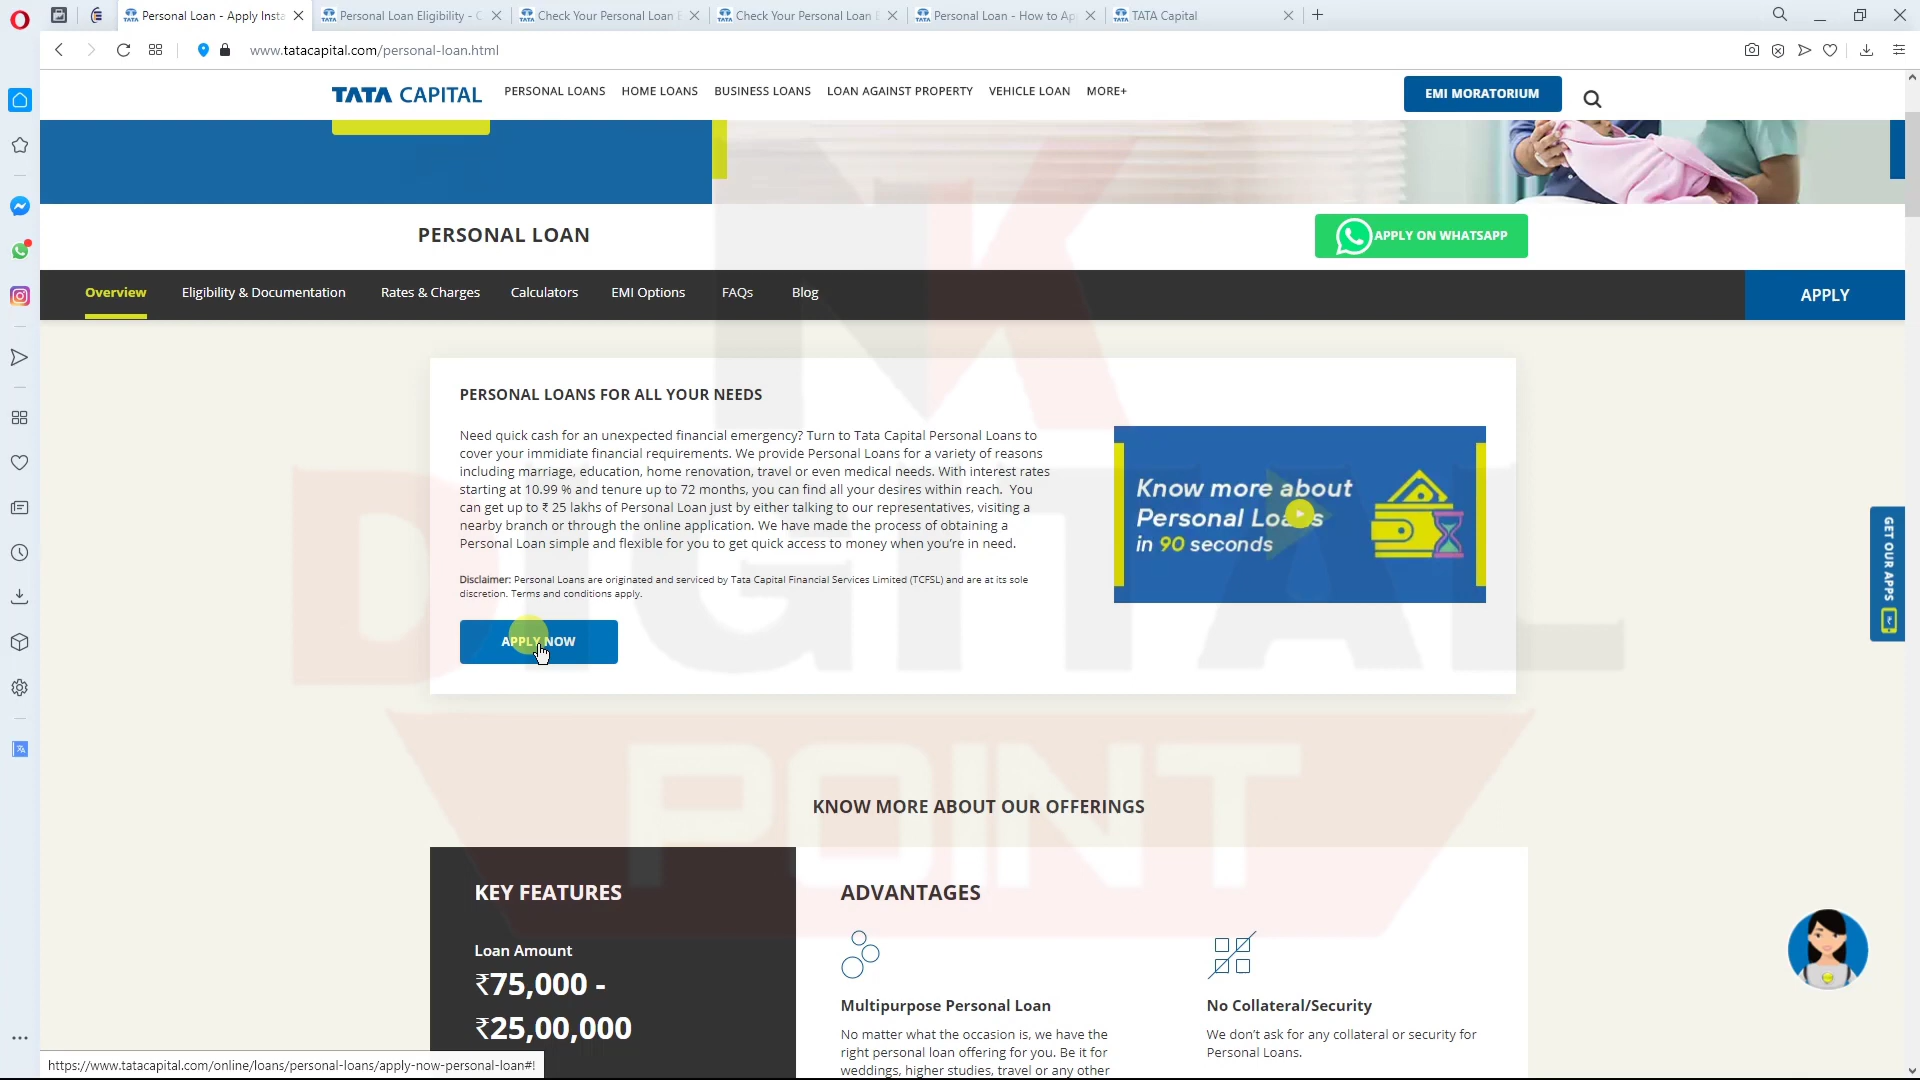 Personal Loan - Apply Insta
Personal Loan Eligibility - C
Check Your Personal Loan E
Check Your Personal Loan E
Personal Loan - How to Ap
TATA Capital
www.tatacapital.com/personal-loan.html
TATA CAPITAL
PERSONAL LOANS
HOME LOANS
BUSINESS LOANS
LOAN AGAINST PROPERTY
VEHICLE LOAN
MORE+
EMI MORATORIUM
PERSONAL LOAN
APPLY ON WHATSAPP
Overview
Eligibility & Documentation
Rates & Charges
Calculators
EMI Options
FAQs
Blog
APPLY
PERSONAL LOANS FOR ALL YOUR NEEDS
Need quick cash for an unexpected financial emergency? Turn to Tata Capital Personal Loans to
cover your immidiate financial requirements. We provide Personal Loans for a variety of reasons
including marriage, education, home renovation, travel or even medical needs. With interest rates
starting at 10.99 % and tenure up to 72 months, you can find all your desires within reach. You
can get up to ₹ 25 lakhs of Personal Loan just by either talking to our representatives, visiting a
nearby branch or through the online application. We have made the process of obtaining a
Personal Loan simple and flexible for you to get quick access to money when you're in need.
Disclaimer: Personal Loans are originated and serviced by Tata Capital Financial Services Limited (TCFSL) and are at its sole
discretion. Terms and conditions apply.
APPLY NOW
Know more about
Personal Loans
in 90 seconds
GET OUR APPS
NK
DIGITAL
POINT
KNOW MORE ABOUT OUR OFFERINGS
KEY FEATURES
Loan Amount
₹75,000 -
₹25,00,000
ADVANTAGES
Multipurpose Personal Loan
No matter what the occasion is, we have the
right personal loan offering for you. Be it for
weddings, higher studies, travel or any other
No Collateral/Security
We don't ask for any collateral or security for
Personal Loans.
https://www.tatacapital.com/online/loans/personal-loans/apply-now-personal-loan#!